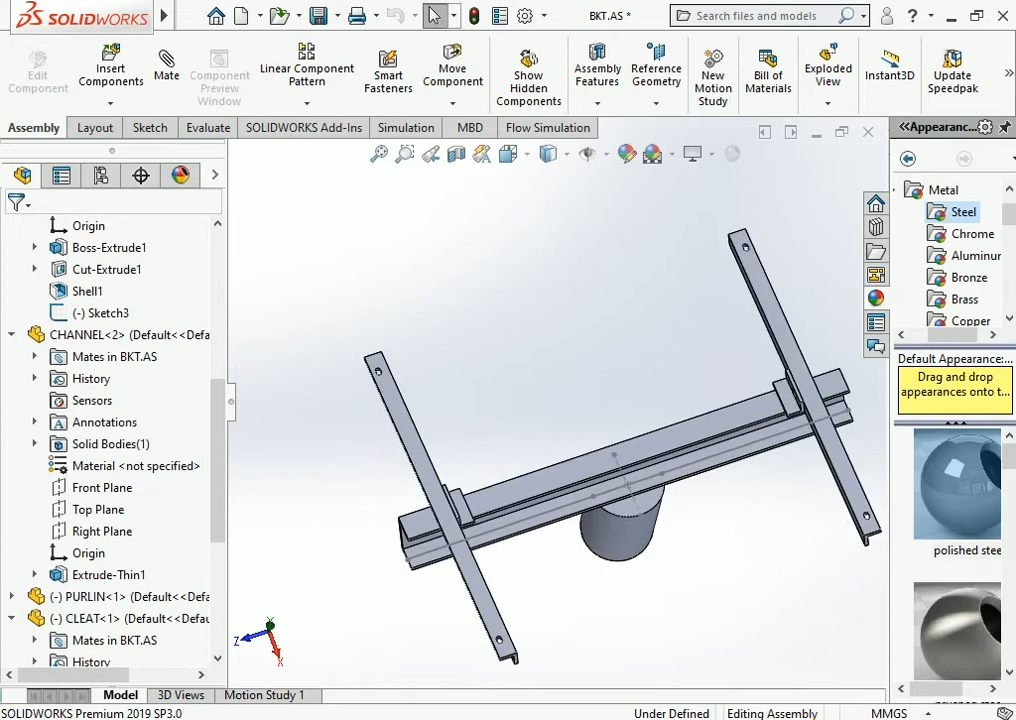 SOLIDWORKS
BKT.AS *
Search files and models
Edit Component
Insert Components
Mate
Component Preview Window
Linear Component Pattern
Smart Fasteners
Move Component
Show Hidden Components
Assembly Features
Reference Geometry
New Motion Study
Bill of Materials
Exploded View
Instant3D
Update Speedpak
Assembly
Layout
Sketch
Evaluate
SOLIDWORKS Add-Ins
Simulation
MBD
Flow Simulation
Origin
Boss-Extrude1
Cut-Extrude1
Shell1
(-) Sketch3
CHANNEL<2> (Default<<Defa
Mates in BKT.AS
History
Sensors
Annotations
Solid Bodies(1)
Material <not specified>
Front Plane
Top Plane
Right Plane
Origin
Extrude-Thin1
(-) PURLIN<1> (Default<<Defa
(-) CLEAT<1> (Default<<Defau
Mates in BKT.AS
History
Z
X
<<Appearanc...
Metal
Steel
Chrome
Aluminur
Bronze
Brass
Copper
Default Appearance:...
Drag and drop
appearances onto t...
polished stee
Model
3D Views
Motion Study 1
SOLIDWORKS Premium 2019 SP3.0
Under Defined
Editing Assembly
MMGS